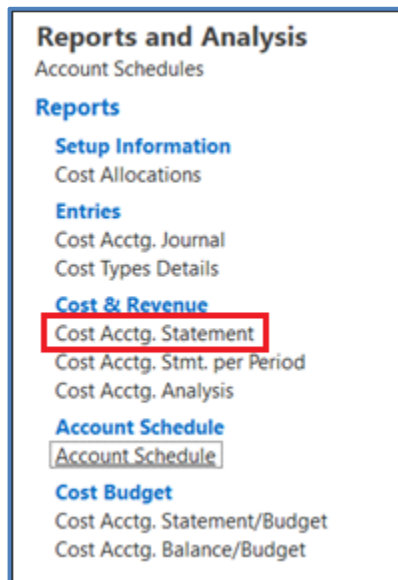 Reports and Analysis
Account Schedules
Reports
Setup Information
Cost Allocations
Entries
Cost Acctg. Journal
Cost Types Details
Cost & Revenue
Cost Acctg. Statement
Cost Acctg. Stmt. per Period
Cost Acctg. Analysis
Account Schedule
Account Schedule
Cost Budget
Cost Acctg. Statement/Budget
Cost Acctg. Balance/Budget